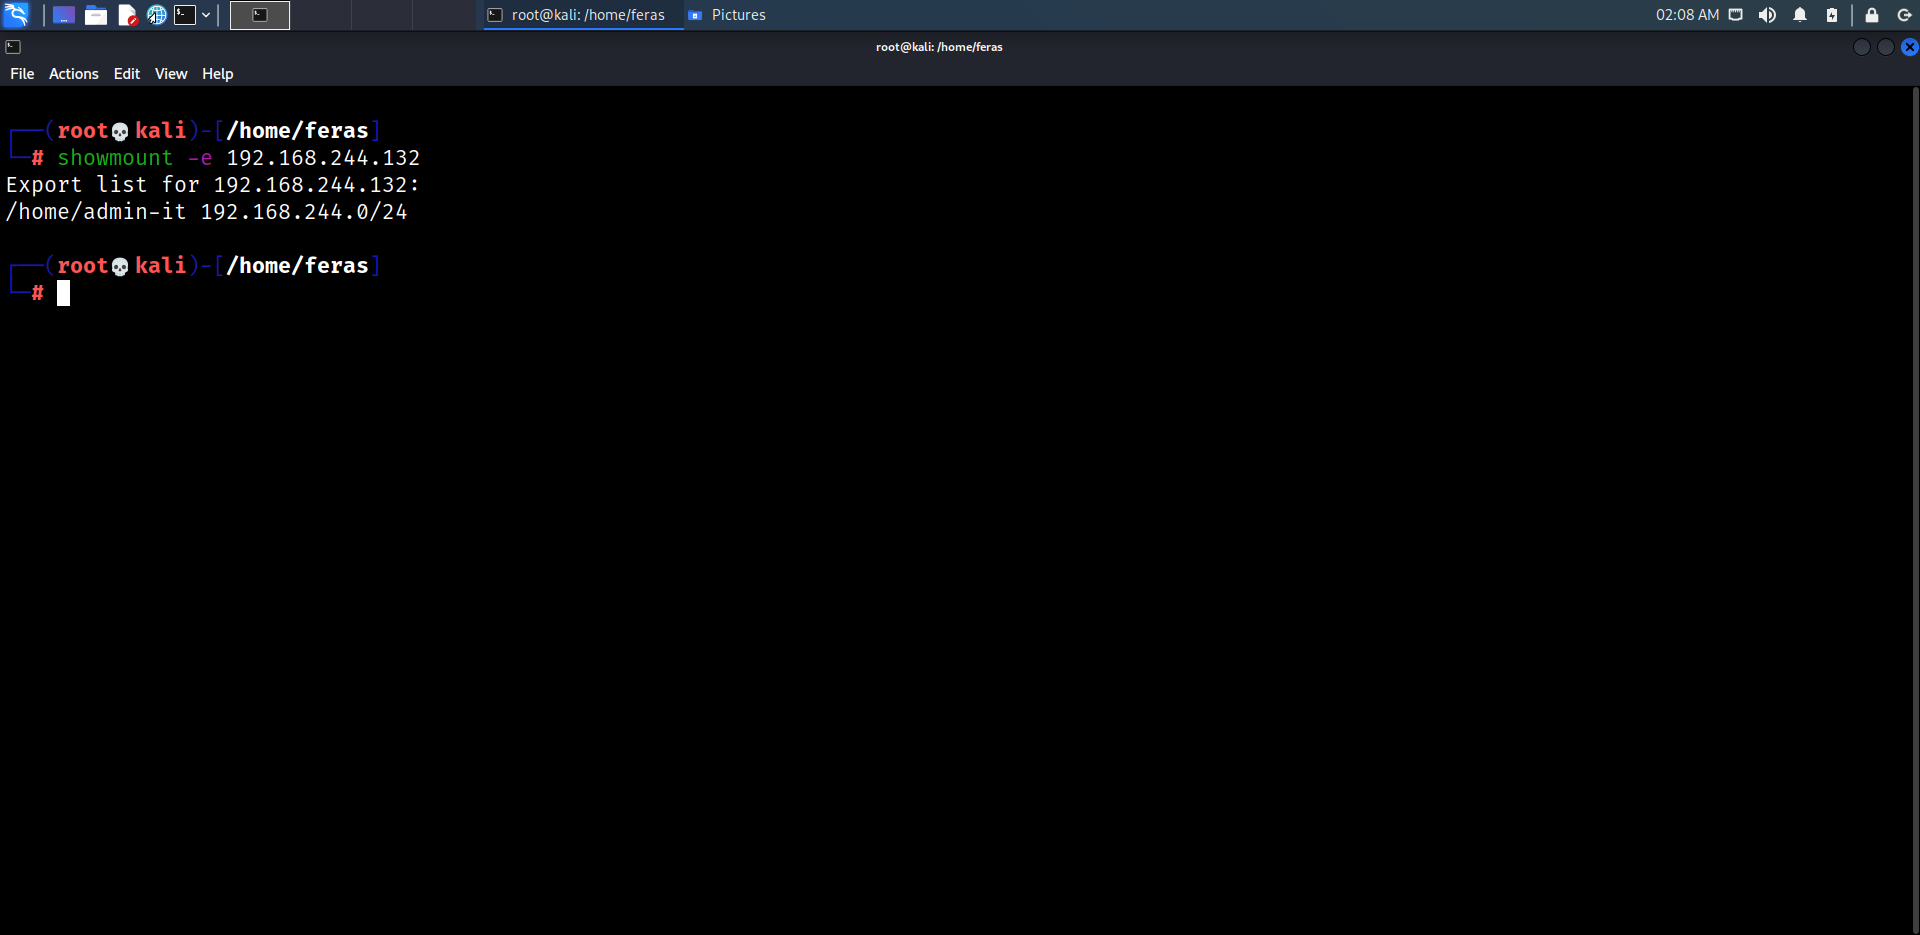 root@kali: /home/feras
Pictures
02:08 AM
root@kali: /home/feras
File Actions Edit View Help
┌──(root💀kali)-[/home/feras]
└─# showmount -e 192.168.244.132
Export list for 192.168.244.132:
/home/admin-it 192.168.244.0/24
┌──(root💀kali)-[/home/feras]
└─#